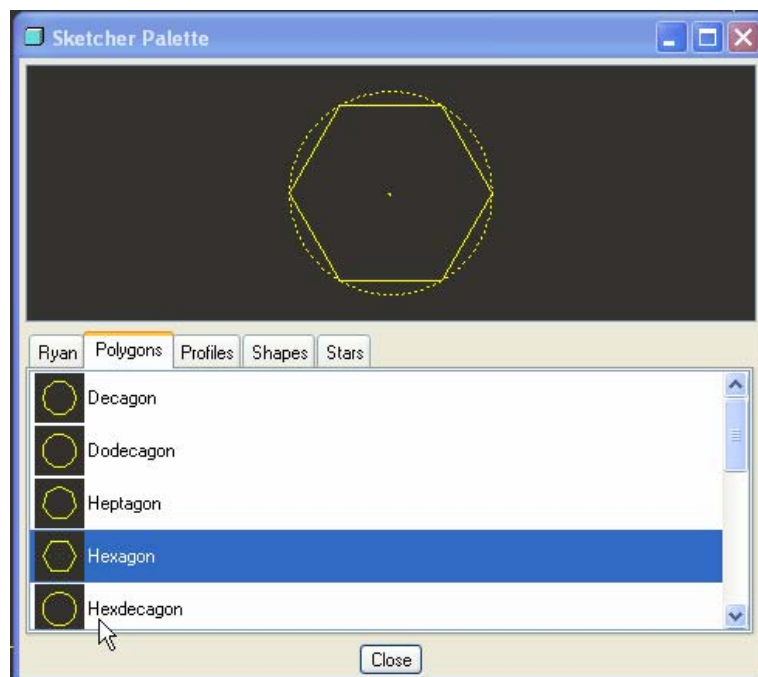 Sketcher Palette
Ryan Polygons Profiles Shapes Stars
Decagon
Dodecagon
Heptagon
Hexagon
Hexdecagon
Close